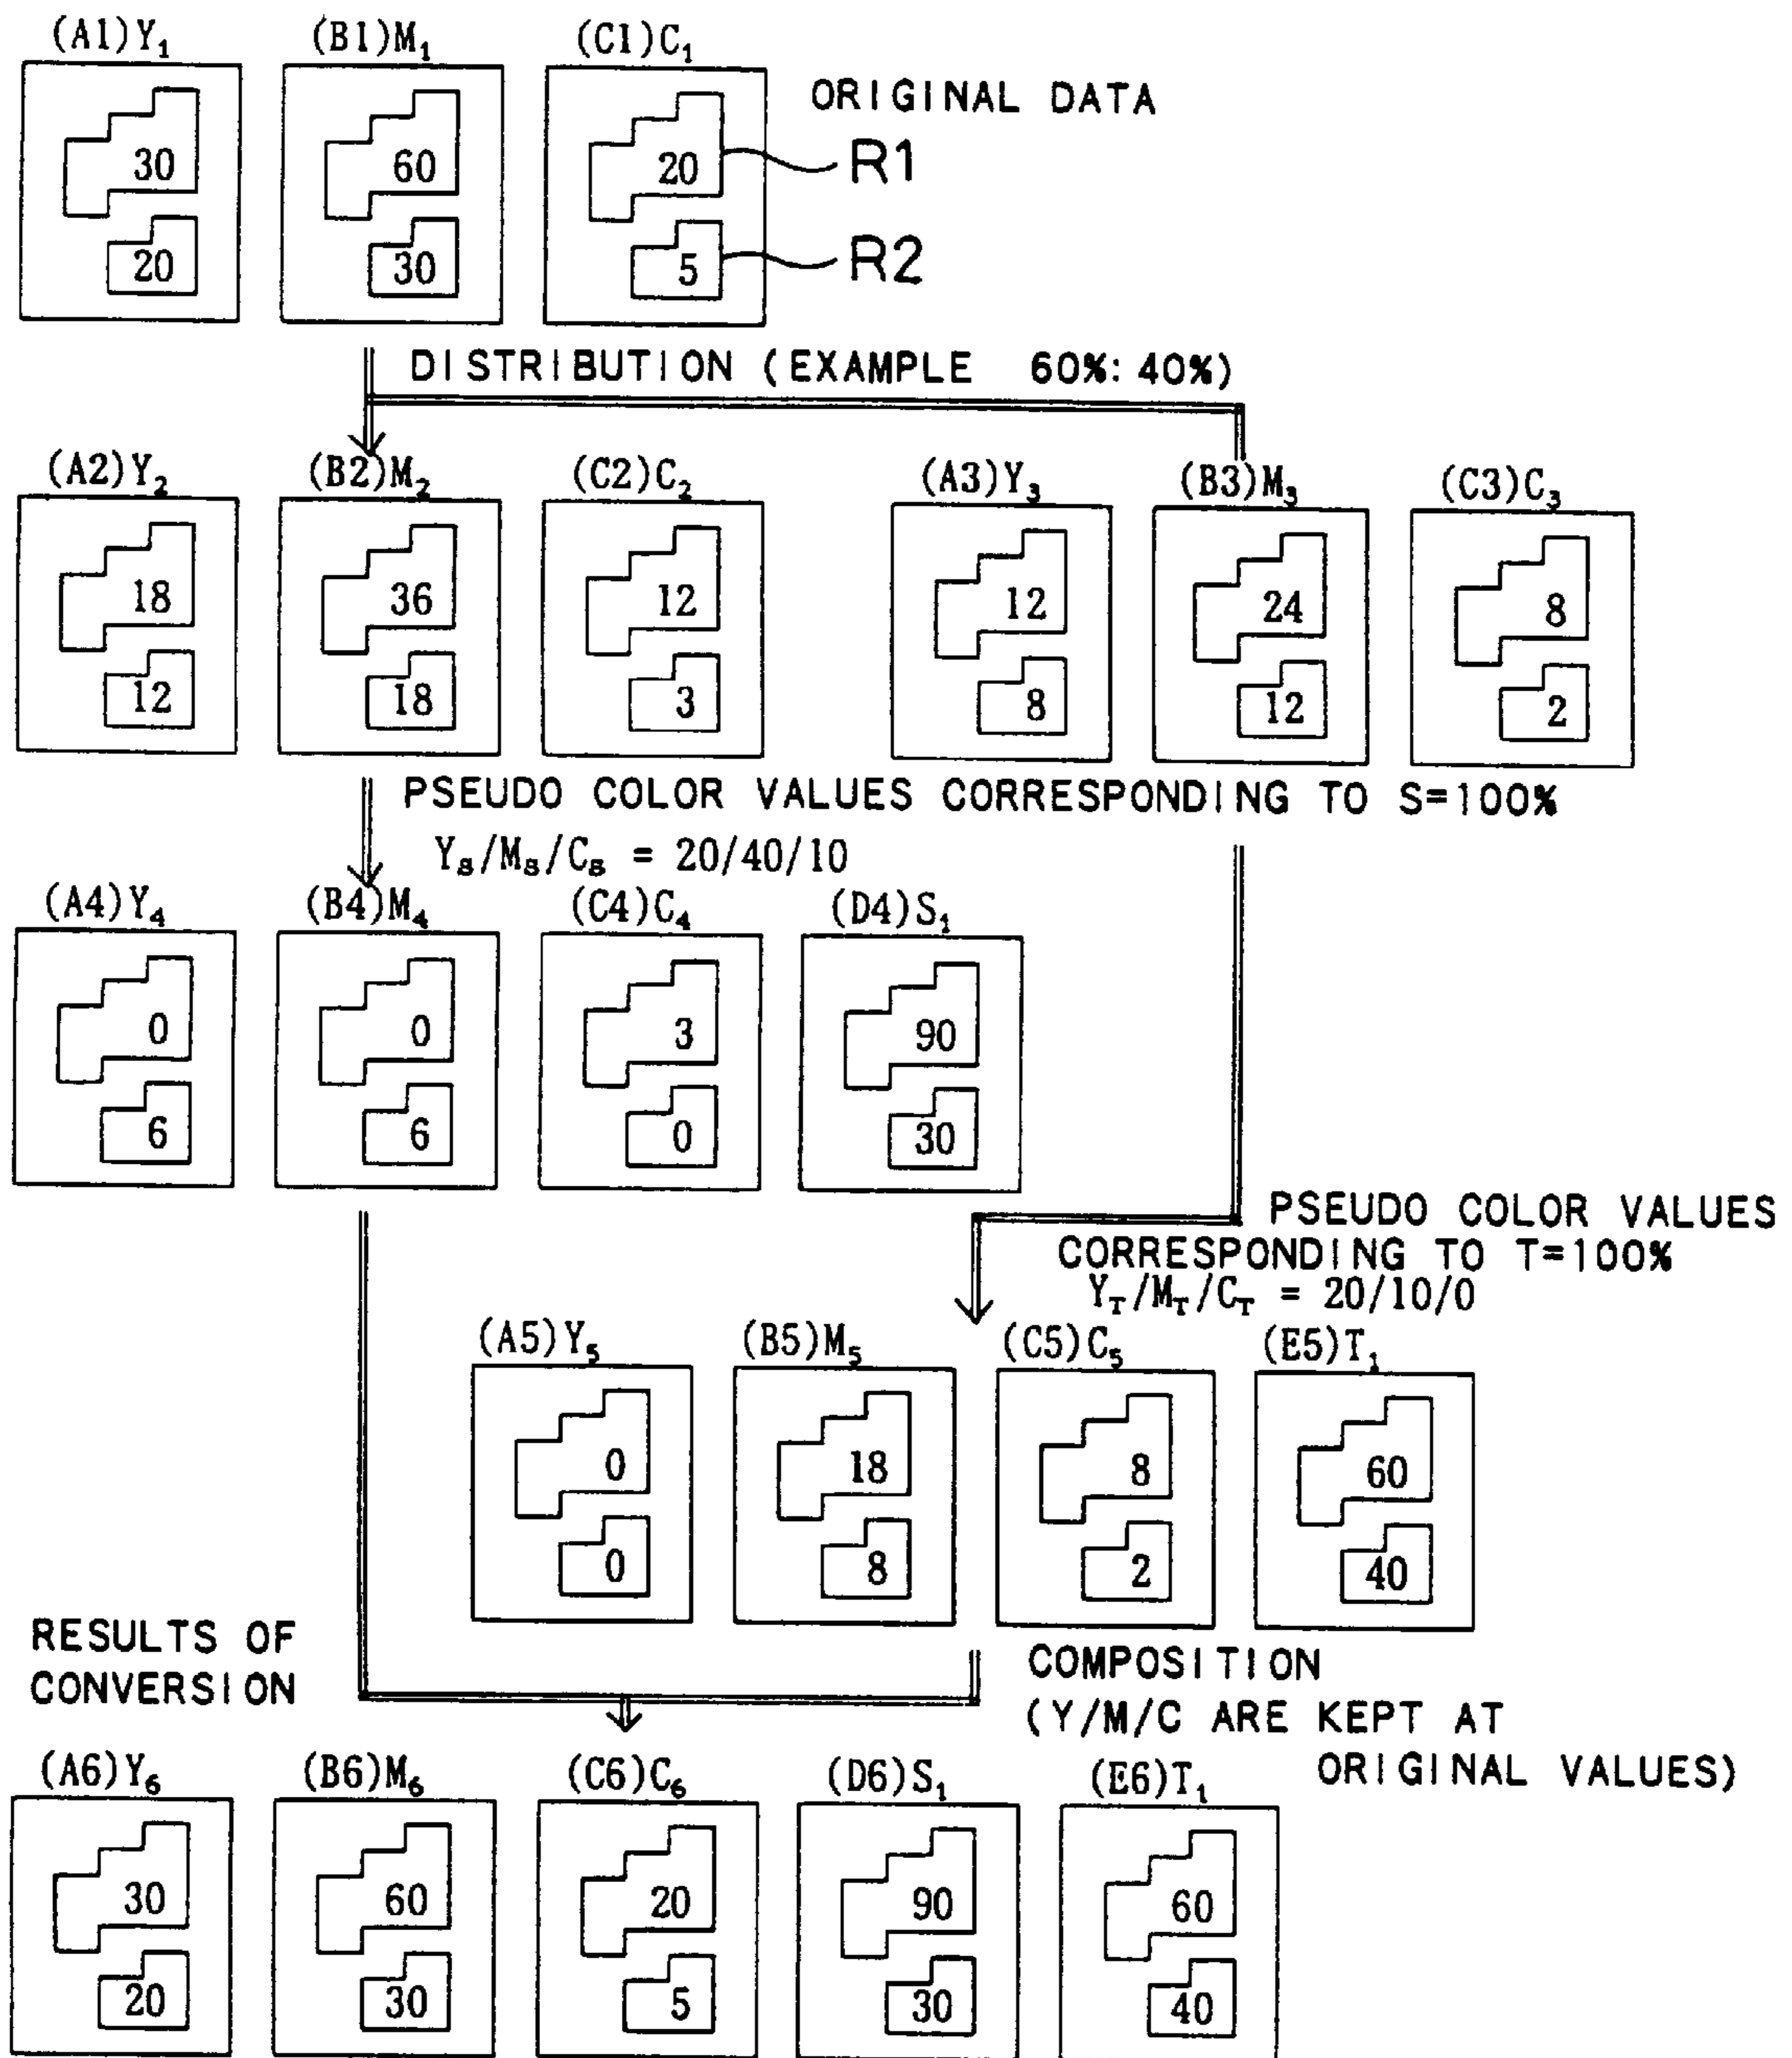 (A1)Y₁ (B1)M₁ (C1)C₁
ORIGINAL DATA
30 60 20 R1
20 30 5 R2
DISTRIBUTION (EXAMPLE 60%:40%)
(A2)Y₂ (B2)M₂ (C2)C₂ (A3)Y₃ (B3)M₃ (C3)C₃
18 36 12 12 24 8
12 18 3 8 12 2
PSEUDO COLOR VALUES CORRESPONDING TO S=100%
Yₛ/Mₛ/Cₛ = 20/40/10
(A4)Y₄ (B4)M₄ (C4)C₄ (D4)S₁
0 0 3 90
6 6 0 30
PSEUDO COLOR VALUES
CORRESPONDING TO T=100%
Y_T/M_T/C_T = 20/10/0
(A5)Y₅ (B5)M₅ (C5)C₅ (E5)T₁
0 18 8 60
0 8 2 40
RESULTS OF
CONVERSION
COMPOSITION
(Y/M/C ARE KEPT AT
ORIGINAL VALUES)
(A6)Y₆ (B6)M₆ (C6)C₆ (D6)S₁ (E6)T₁
30 60 20 90 60
20 30 5 30 40